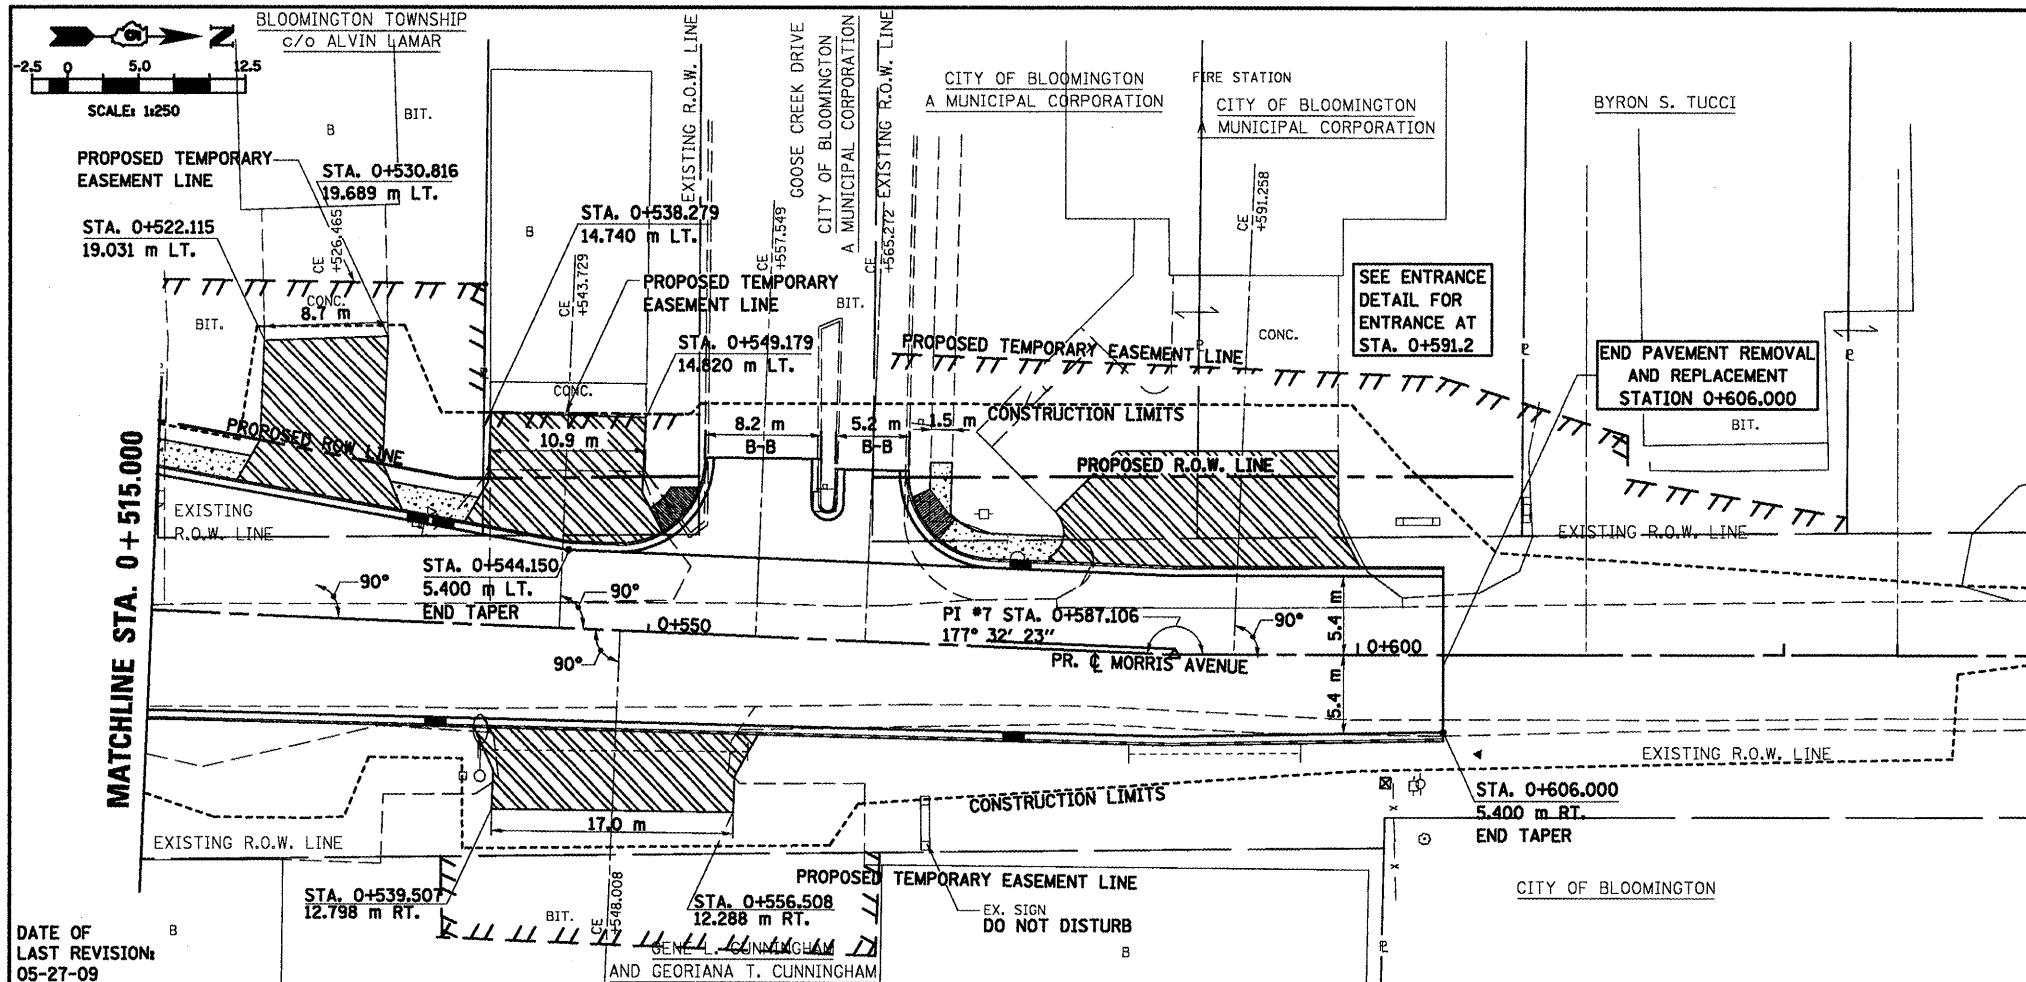 BLOOMINGTON TOWNSHIP
c/o ALVIN LAMAR
N
-2.5 0 5.0 12.5
SCALE: 1:250
B
BIT.
PROPOSED TEMPORARY
EASEMENT LINE
STA. 0+530.816
19.689 m LT.
STA. 0+522.115
19.031 m LT.
CE
+526.465
CONC.
8.7 m
BIT.
B
STA. 0+538.279
14.740 m LT.
CE
+543.729
PROPOSED TEMPORARY
EASEMENT LINE
STA. 0+549.179
14.820 m LT.
CONC.
10.9 m
EXISTING R.O.W. LINE
GOOSE CREEK DRIVE
CITY OF BLOOMINGTON
A MUNICIPAL CORPORATION
EXISTING R.O.W. LINE
CE
+557.549
CE
+565.272
BIT.
8.2 m
B-B
5.2 m
B-B
1.5 m
CITY OF BLOOMINGTON
A MUNICIPAL CORPORATION
FIRE STATION
CITY OF BLOOMINGTON
A MUNICIPAL CORPORATION
BYRON S. TUCCI
CE
+591.258
CONC.
SEE ENTRANCE
DETAIL FOR
ENTRANCE AT
STA. 0+591.2
PROPOSED TEMPORARY EASEMENT LINE
END PAVEMENT REMOVAL
AND REPLACEMENT
STATION 0+606.000
BIT.
CONSTRUCTION LIMITS
PROPOSED R.O.W. LINE
PROPOSED ROW LINE
EXISTING
R.O.W. LINE
EXISTING R.O.W. LINE
MATCHLINE STA. 0+515.000
STA. 0+544.150
5.400 m LT.
END TAPER
90°
90°
90°
0+550
PI #7 STA. 0+587.106
177° 32' 23"
90°
PR. ℄ MORRIS AVENUE
5.4 m
5.4 m
0+600
EXISTING R.O.W. LINE
17.0 m
CONSTRUCTION LIMITS
STA. 0+606.000
5.400 m RT.
END TAPER
EXISTING R.O.W. LINE
STA. 0+539.507
12.798 m RT.
BIT.
CE
+548.008
STA. 0+556.508
12.288 m RT.
PROPOSED TEMPORARY EASEMENT LINE
EX. SIGN
DO NOT DISTURB
CITY OF BLOOMINGTON
B
B
GENE L. CUNNINGHAM
AND GEORIANA T. CUNNINGHAM
DATE OF
LAST REVISION:
05-27-09